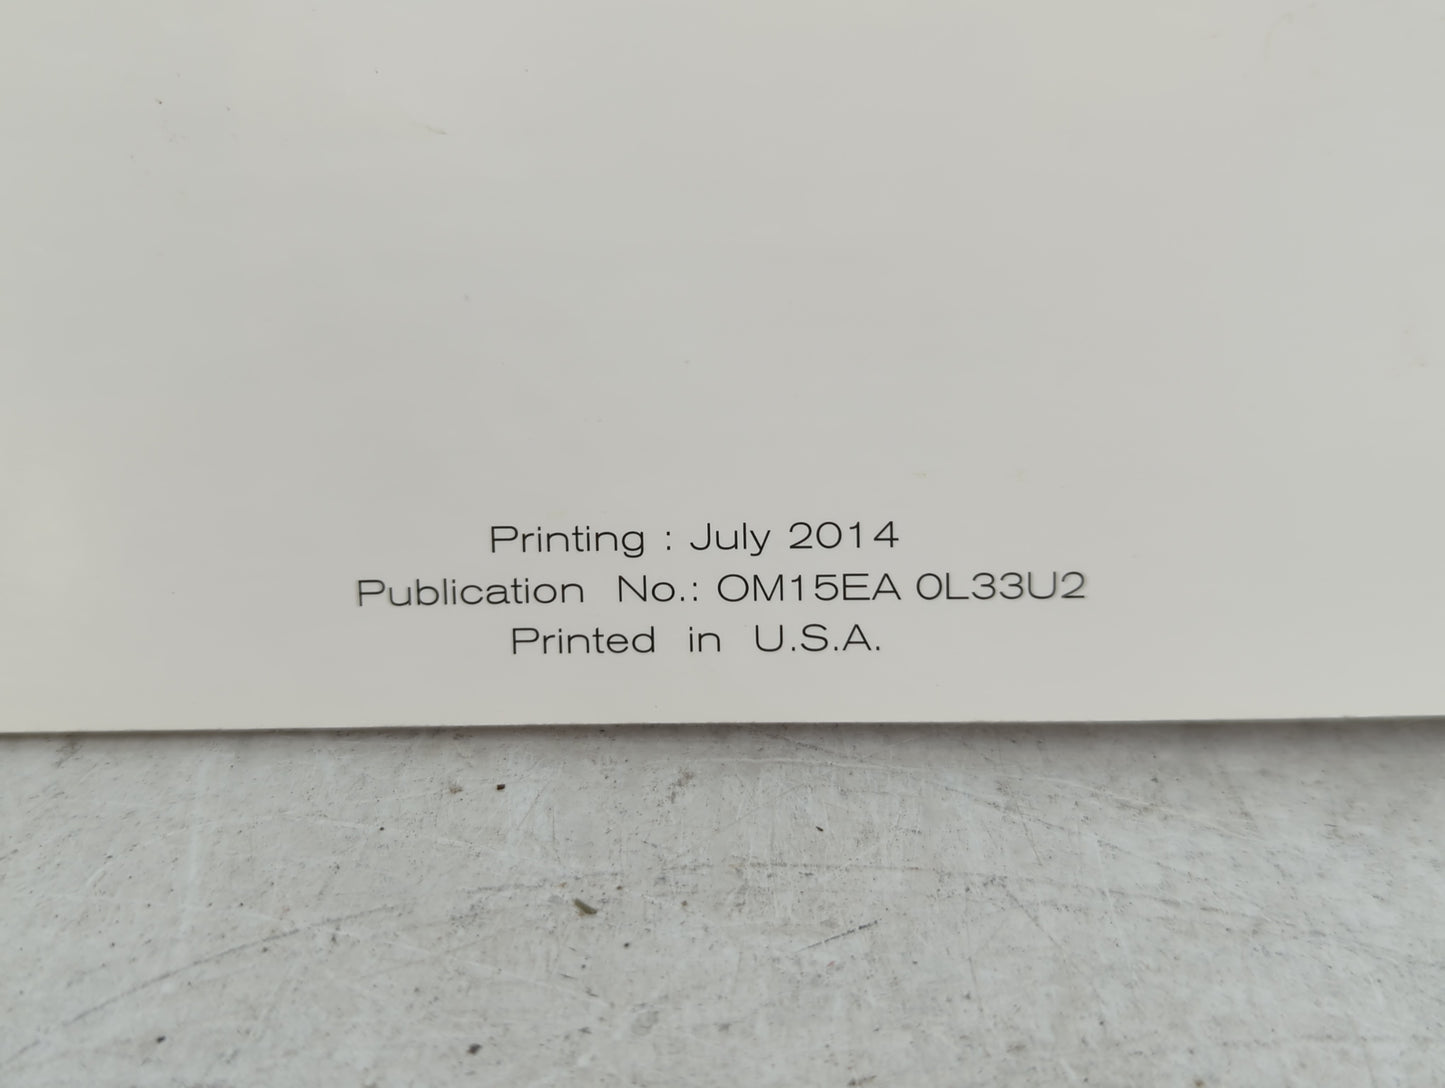 Printing : July 2014
Publication No.: OM15EA 0L33U2
Printed in U.S.A.